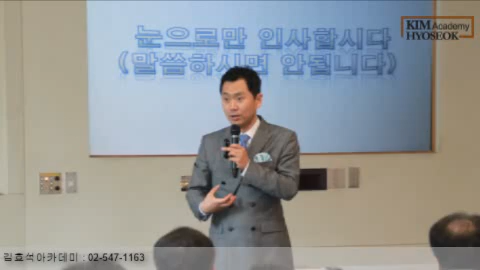 KIM Academy
HYOSEOK
눈으로만 인사합시다
(말씀하시면 안됩니다)
김효석아카데미 : 02-547-1163